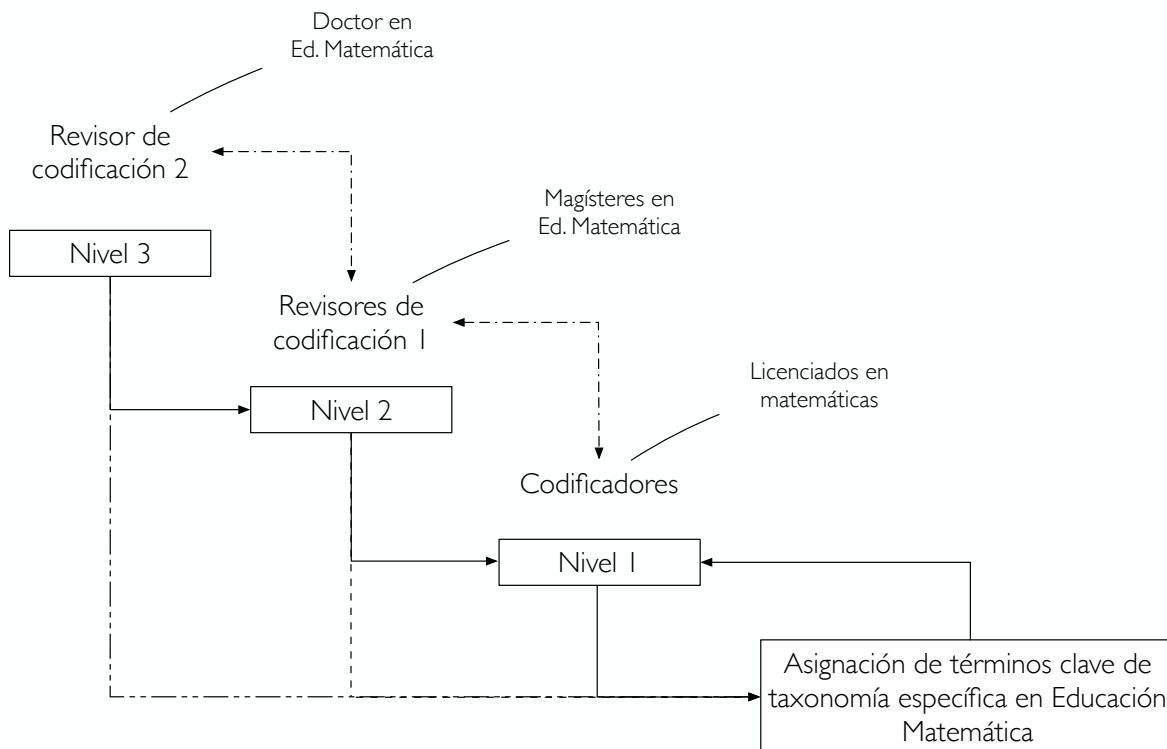 Doctor en
Ed. Matemática
Revisor de
codificación 2
Magísteres en
Ed. Matemática
Nivel 3
Revisores de
codificación 1
Licenciados en
matemáticas
Nivel 2
Codificadores
Nivel 1
Asignación de términos clave de
taxonomía específica en Educación
Matemática